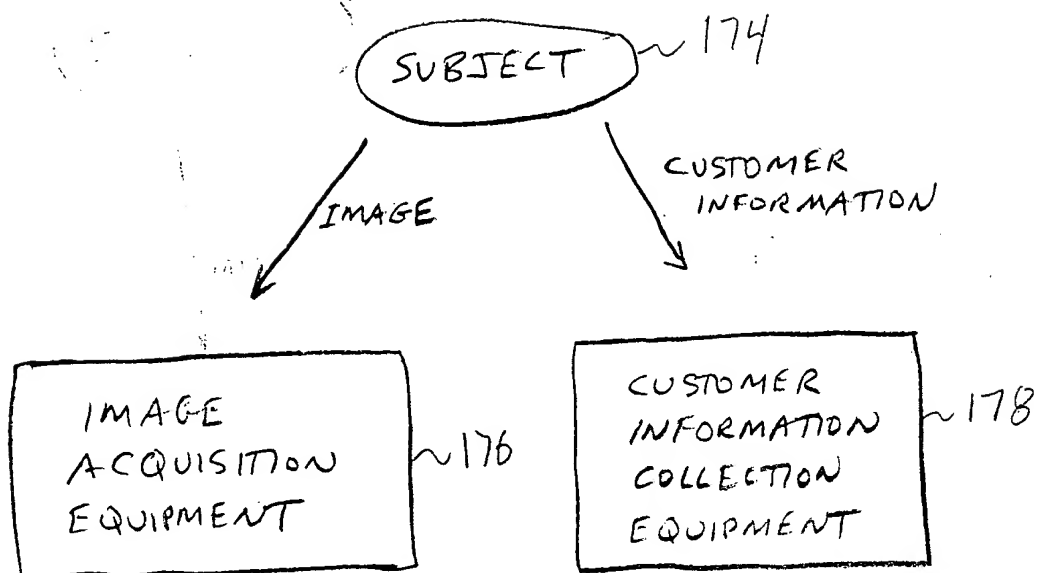 SUBJECT 174
IMAGE
CUSTOMER
INFORMATION
IMAGE
ACQUISITION
EQUIPMENT
176
CUSTOMER
INFORMATION
COLLECTION
EQUIPMENT
178